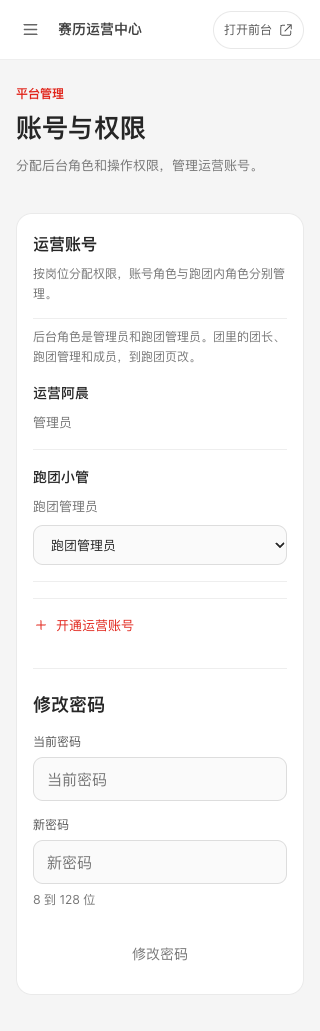 赛历运营中心
打开前台
平台管理
账号与权限
分配后台角色和操作权限，管理运营账号。
运营账号
按岗位分配权限，账号角色与跑团内角色分别管
理。
后台角色是管理员和跑团管理员。团里的团长、
跑团管理和成员，到跑团页改。
运营阿晨
管理员
跑团小管
跑团管理员
跑团管理员
开通运营账号
修改密码
当前密码
当前密码
新密码
新密码
8 到 128 位
修改密码